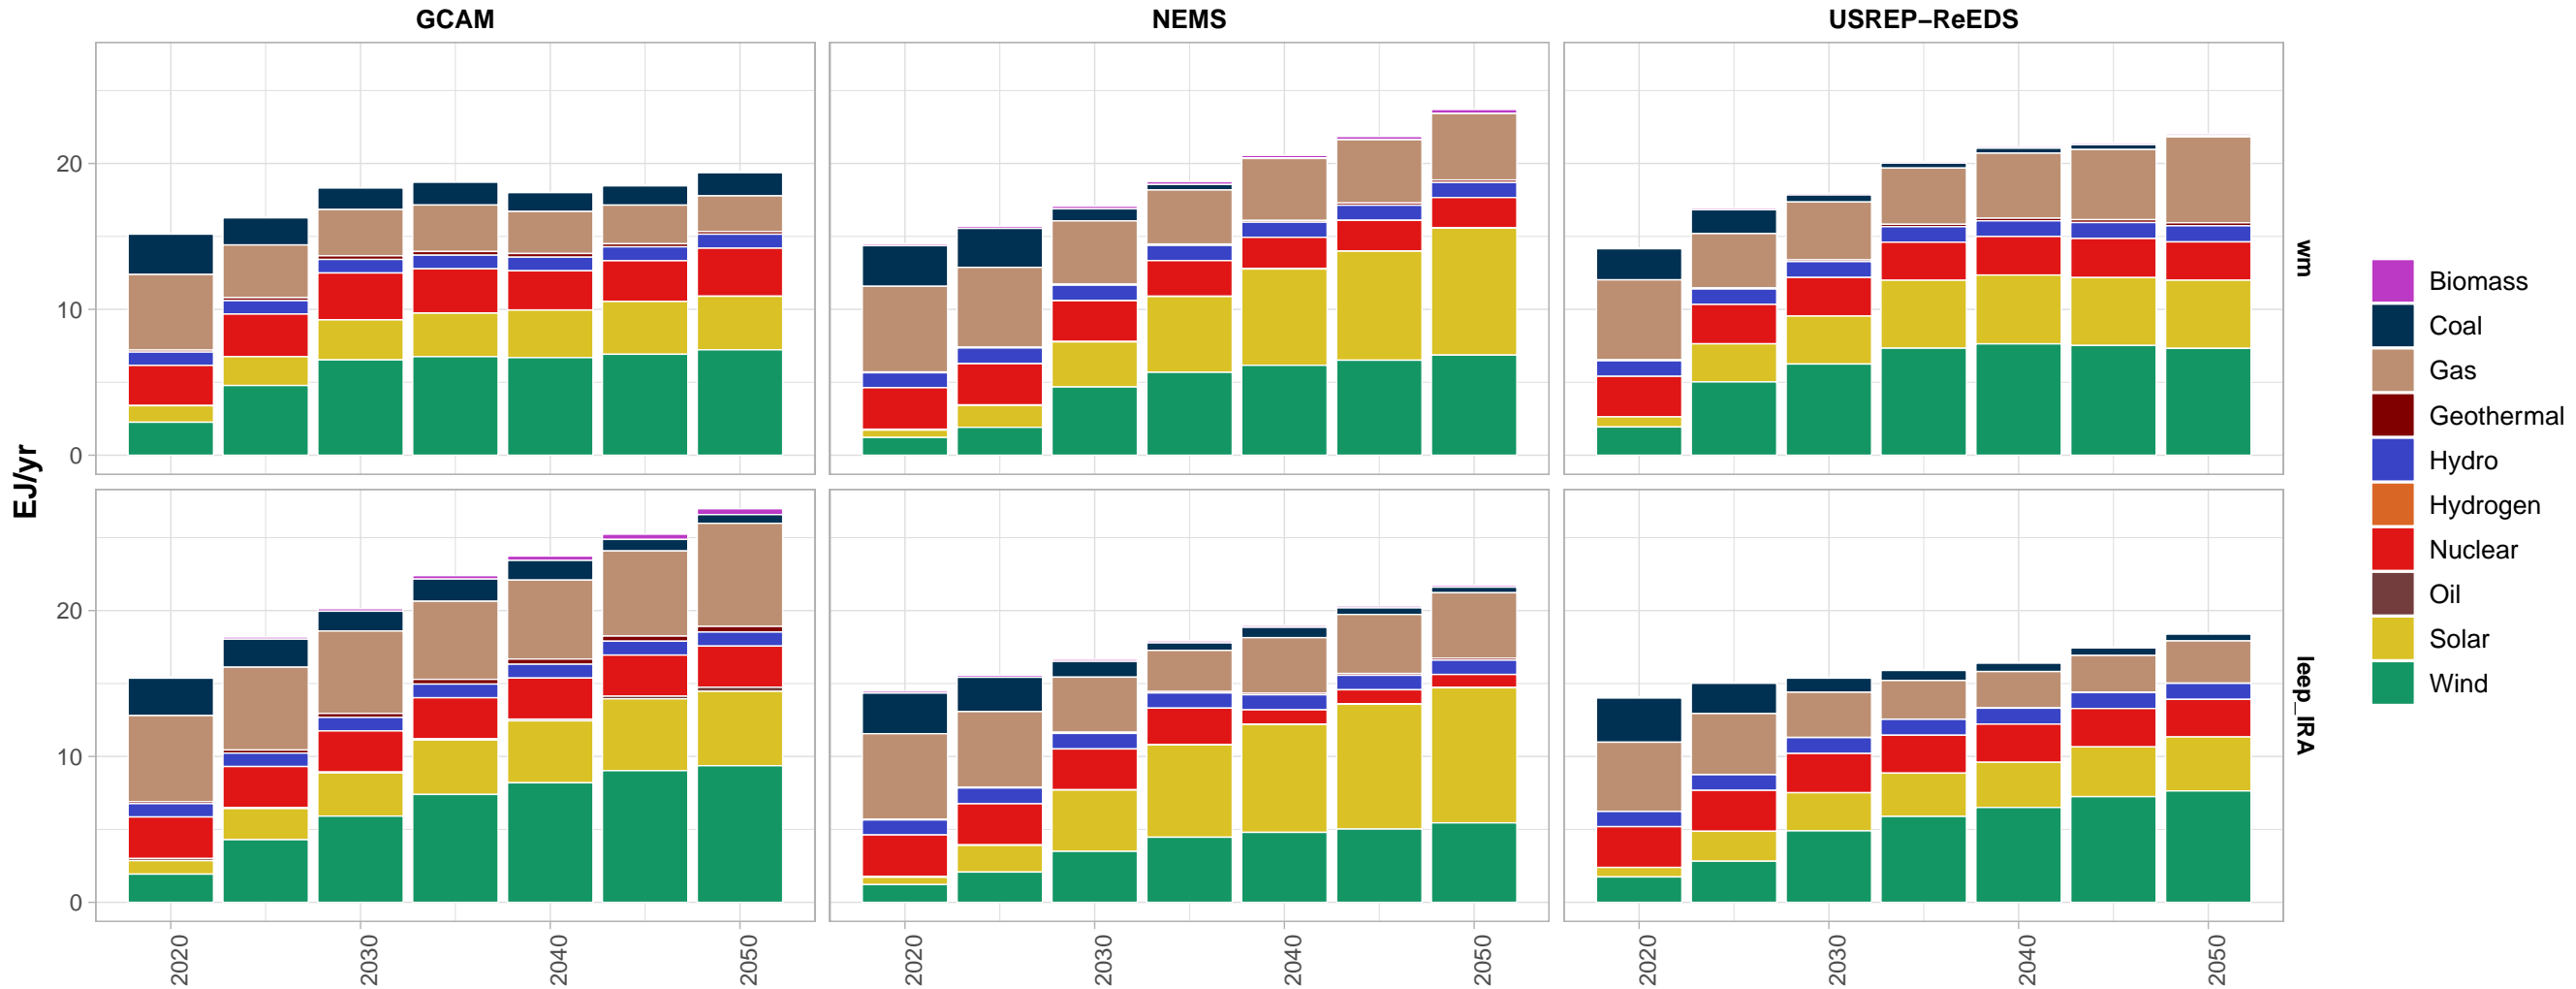 GCAM
NEMS
USREP−ReEDS
EJ/yr
20
10
0
wm
20
10
0
leep_IRA
2020
2030
2040
2050
2020
2030
2040
2050
2020
2030
2040
2050
Biomass
Coal
Gas
Geothermal
Hydro
Hydrogen
Nuclear
Oil
Solar
Wind